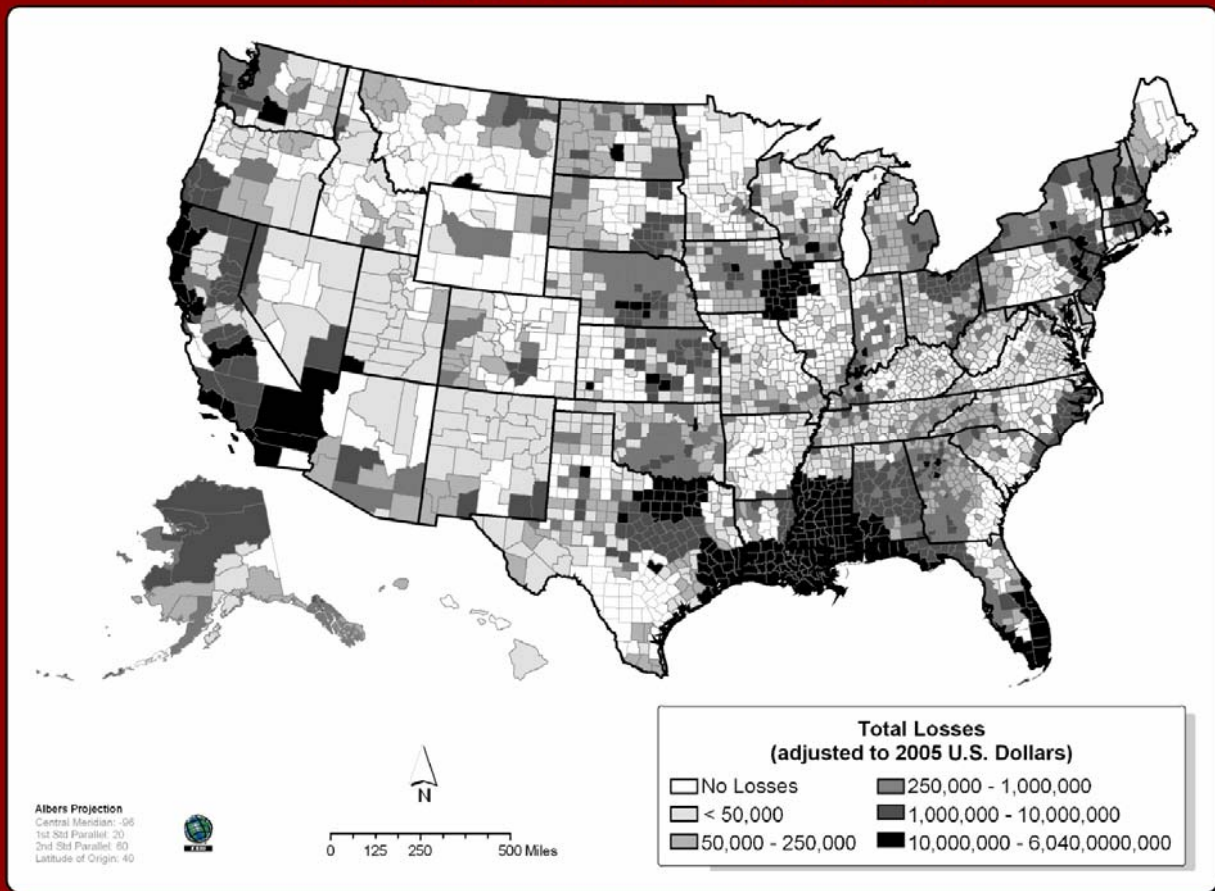 N
0 125 250 500 Miles
Albers Projection
Central Meridian: -96
1st Std Parallel: 20
2nd Std Parallel: 60
Latitude of Origin: 40
Total Losses
(adjusted to 2005 U.S. Dollars)
No Losses
< 50,000
50,000 - 250,000
250,000 - 1,000,000
1,000,000 - 10,000,000
10,000,000 - 6,040,0000,000